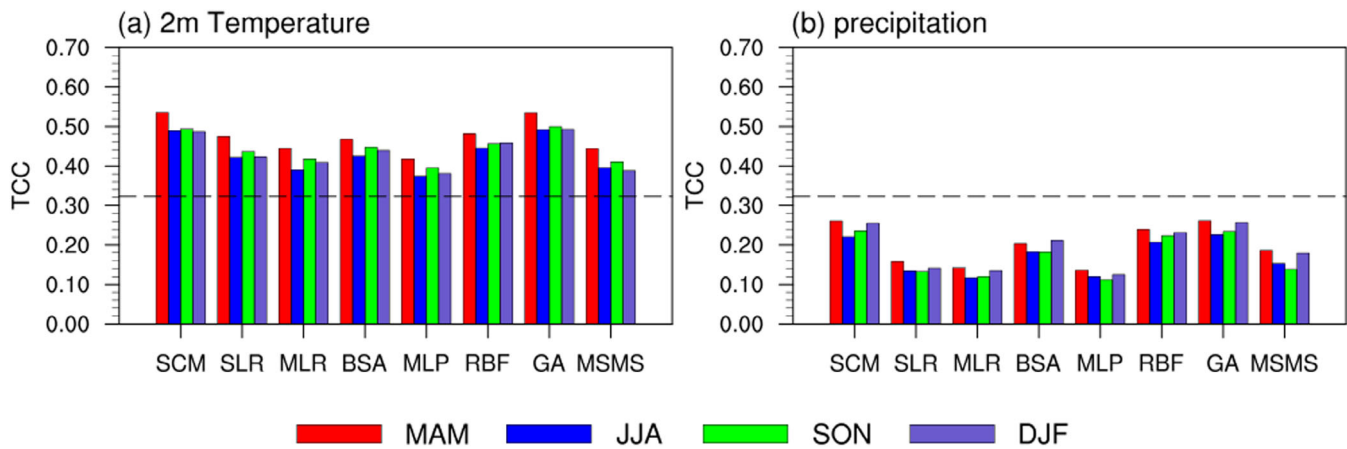 (a) 2m Temperature
0.70
0.60
0.50
0.40
0.30
0.20
0.10
0.00
TCC
SCM SLR MLR BSA MLP RBF GA MSMS
(b) precipitation
0.70
0.60
0.50
0.40
0.30
0.20
0.10
0.00
TCC
SCM SLR MLR BSA MLP RBF GA MSMS
MAM JJA SON DJF